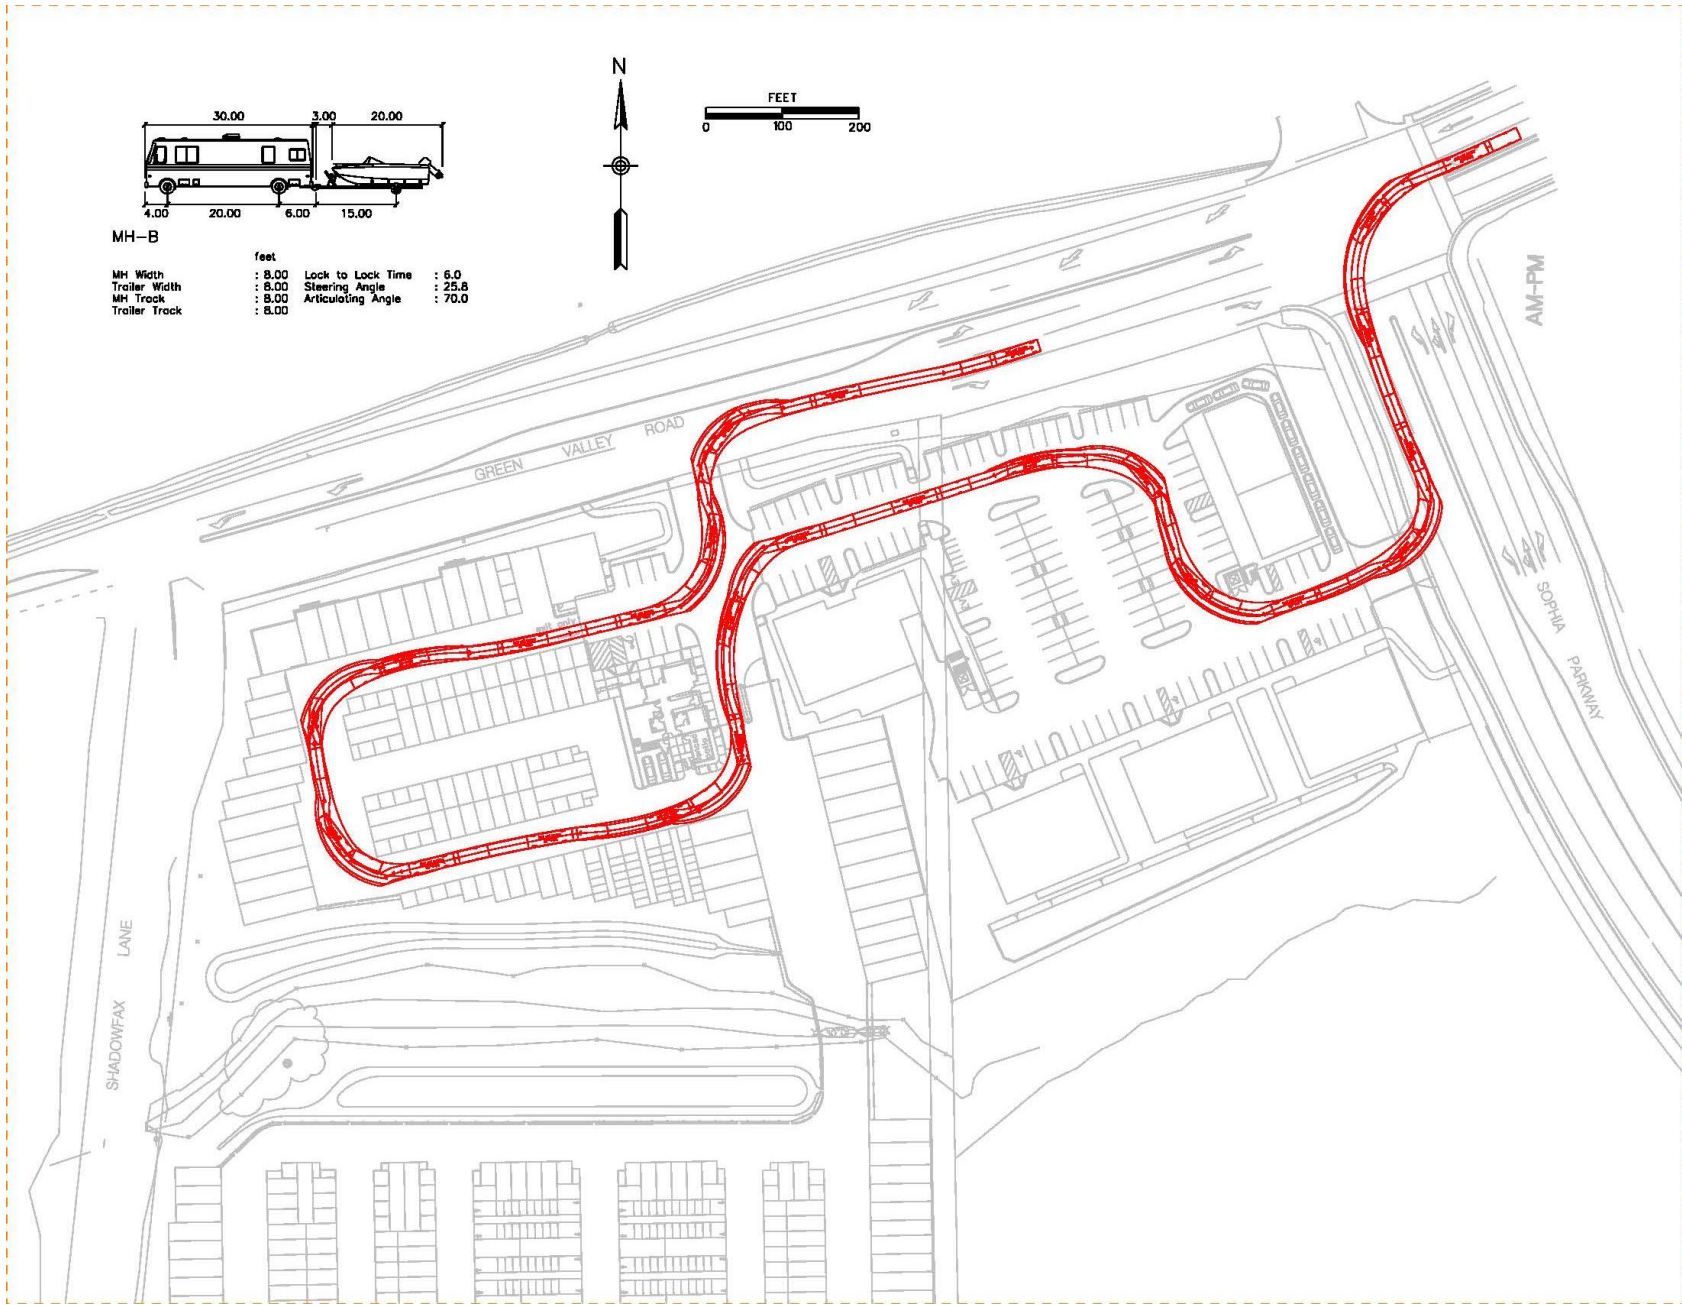 N
FEET
0 100 200
30.00 3.00 20.00
4.00 20.00 6.00 15.00
MH-B
feet
MH Width : 8.00 Lock to Lock Time : 6.0
Trailer Width : 8.00 Steering Angle : 25.8
MH Track : 8.00 Articulating Angle : 70.0
Trailer Track : 8.00
AM-PM
GREEN VALLEY ROAD
exit only
SOPHIA PARKWAY
SHADOWFAX LANE